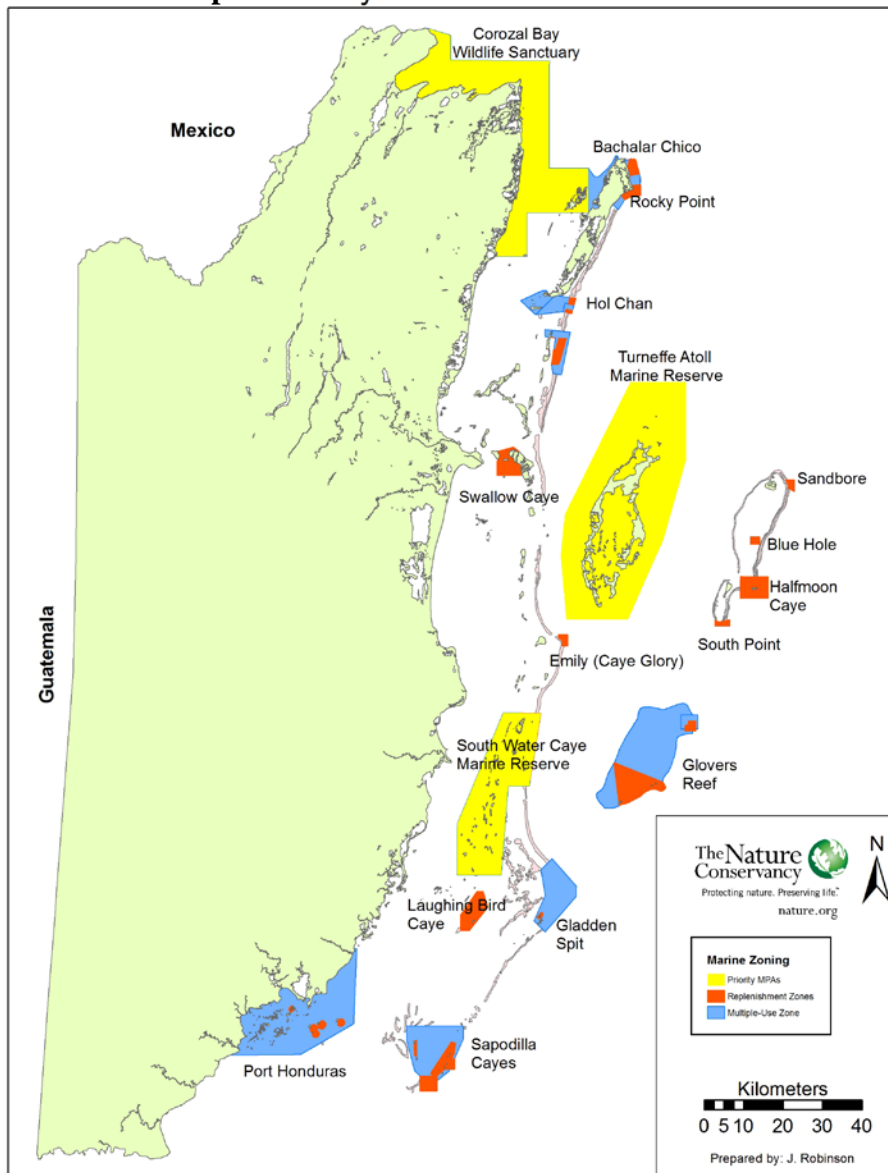 Corozal Bay
Wildlife Sanctuary
Mexico
Bachalar Chico
Rocky Point
Hol Chan
Turneffe Atoll
Marine Reserve
Swallow Caye
Sandbore
Blue Hole
Halfmoon
Caye
South Point
Emily (Caye Glory)
Guatemala
South Water Caye
Marine Reserve
Glovers
Reef
Laughing Bird
Caye
Gladden
Spit
Port Honduras
Sapodilla
Cayes
The Nature
Conservancy
Protecting nature. Preserving life.™
nature.org
N
Marine Zoning
Priority MPAs
Replenishment Zones
Multiple-Use Zone
Kilometers
0 5 10 20 30 40
Prepared by: J. Robinson